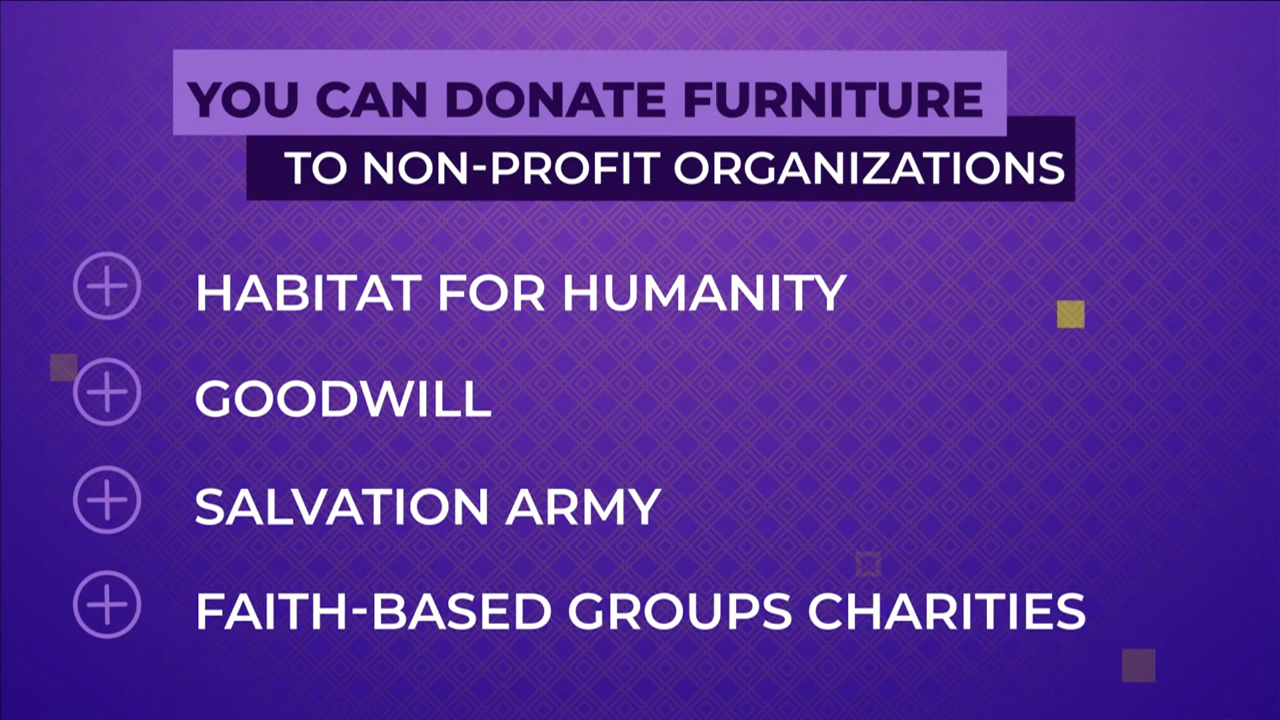 YOU CAN DONATE FURNITURE
TO NON-PROFIT ORGANIZATIONS
HABITAT FOR HUMANITY
GOODWILL
SALVATION ARMY
FAITH-BASED GROUPS CHARITIES